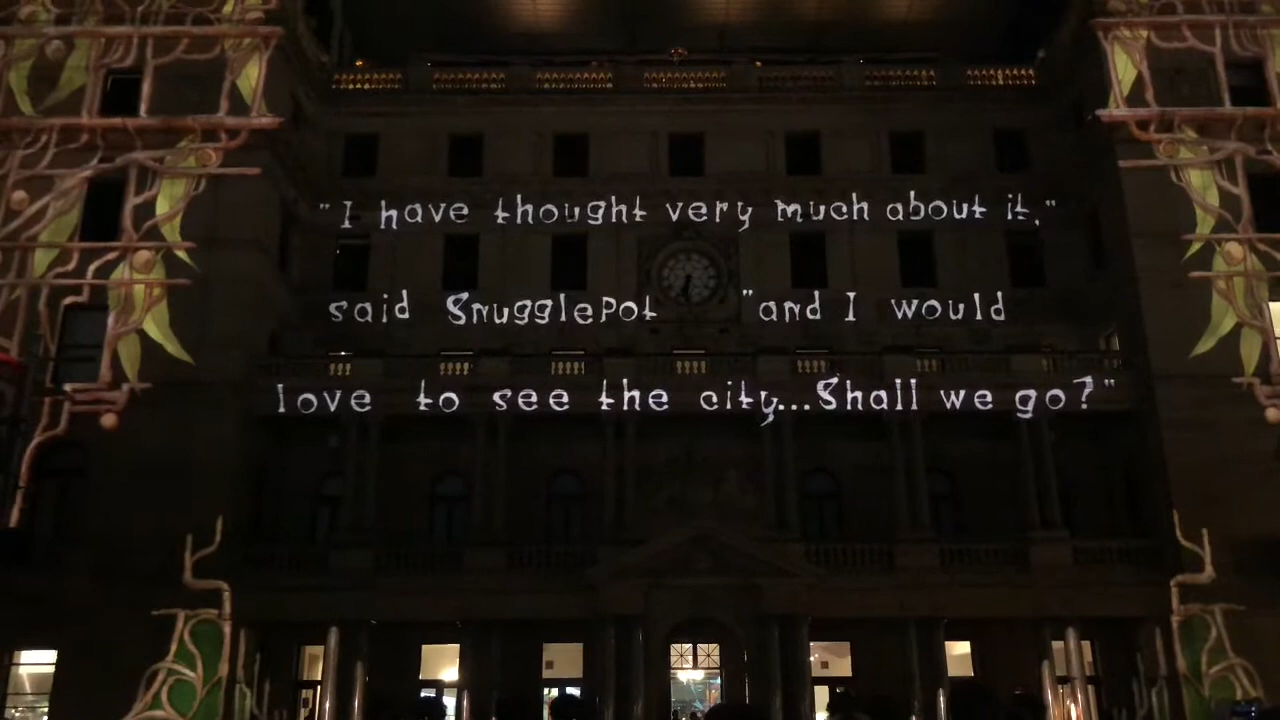 "I have thought very much about it,"
said SnugglePot "and I would
love to see the city...Shall we go?"